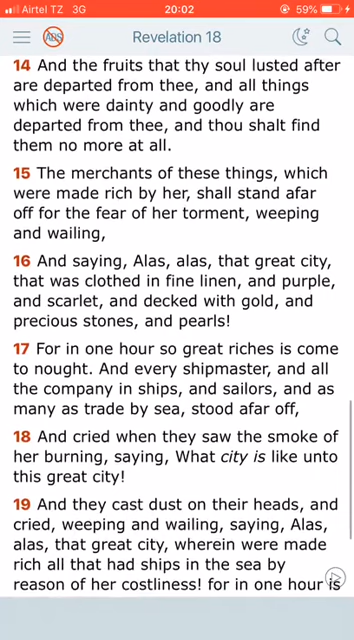 Airtel TZ 3G 20:02 59%
ADS Revelation 18
14 And the fruits that thy soul lusted after
are departed from thee, and all things
which were dainty and goodly are
departed from thee, and thou shalt find
them no more at all.
15 The merchants of these things, which
were made rich by her, shall stand afar
off for the fear of her torment, weeping
and wailing,
16 And saying, Alas, alas, that great city,
that was clothed in fine linen, and purple,
and scarlet, and decked with gold, and
precious stones, and pearls!
17 For in one hour so great riches is come
to nought. And every shipmaster, and all
the company in ships, and sailors, and as
many as trade by sea, stood afar off,
18 And cried when they saw the smoke of
her burning, saying, What city is like unto
this great city!
19 And they cast dust on their heads, and
cried, weeping and wailing, saying, Alas,
alas, that great city, wherein were made
rich all that had ships in the sea by
reason of her costliness! for in one hour is